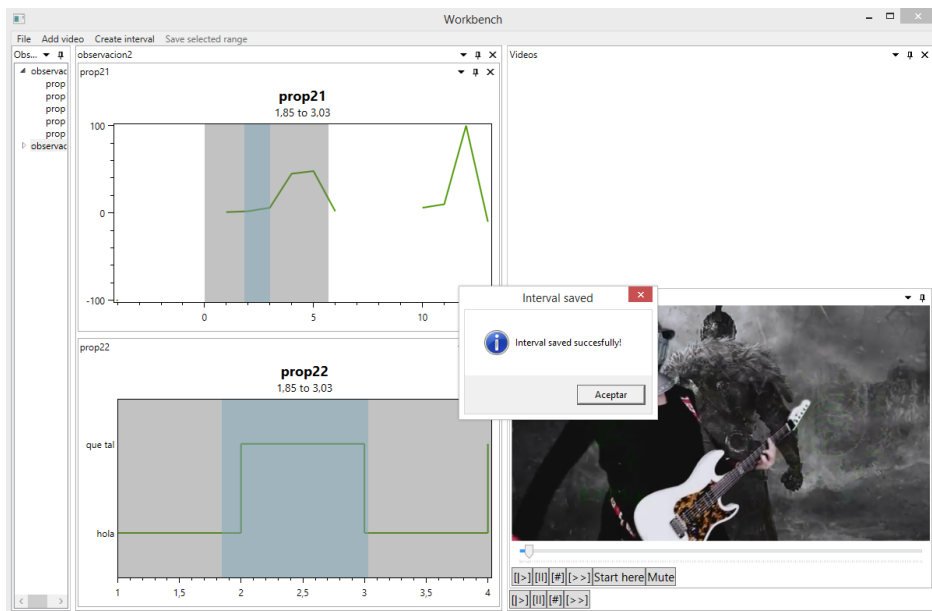 Workbench
File Add video Create interval Save selected range
Obs...
observacion2
Videos
observac
prop
prop
prop
prop
prop
observac
prop21
prop21
1,85 to 3,03
100
0
-100
0
5
10
prop22
prop22
1,85 to 3,03
que tal
hola
1
1,5
2
2,5
3
3,5
4
Interval saved
Interval saved succesfully!
Aceptar
[|>] [||] [#] [>>] Start here Mute
[|>] [||] [#] [>>]